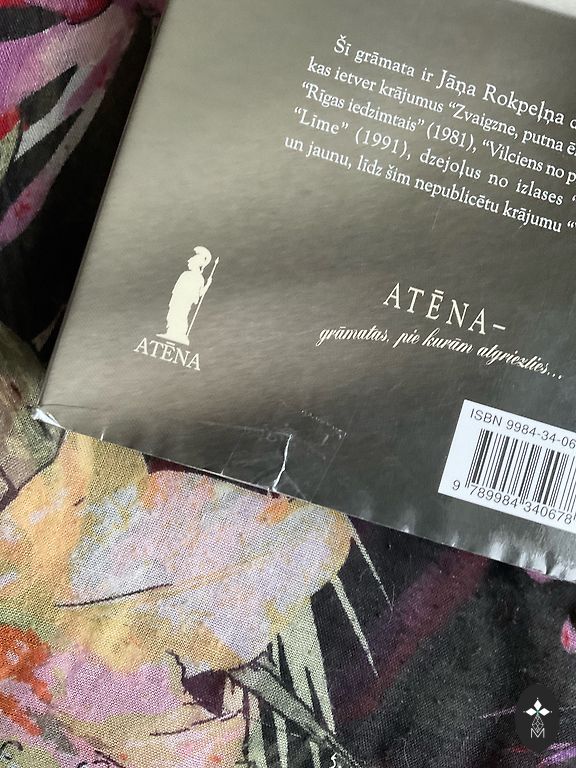 Šī grāmata ir Jāņa Rokpeļņa
kas ietver krājumus “Zvaigzne, putna
“Rīgas iedzimtais” (1981), “Vilciens no
“Līme” (1991), dzejoļus no izlases “
un jaunu, līdz šim nepublicētu krājumu “
ATĒNA–
grāmatas, pie kurām atgriezties...
ATĒNA
ISBN 9984-34-06
9 789984 340678